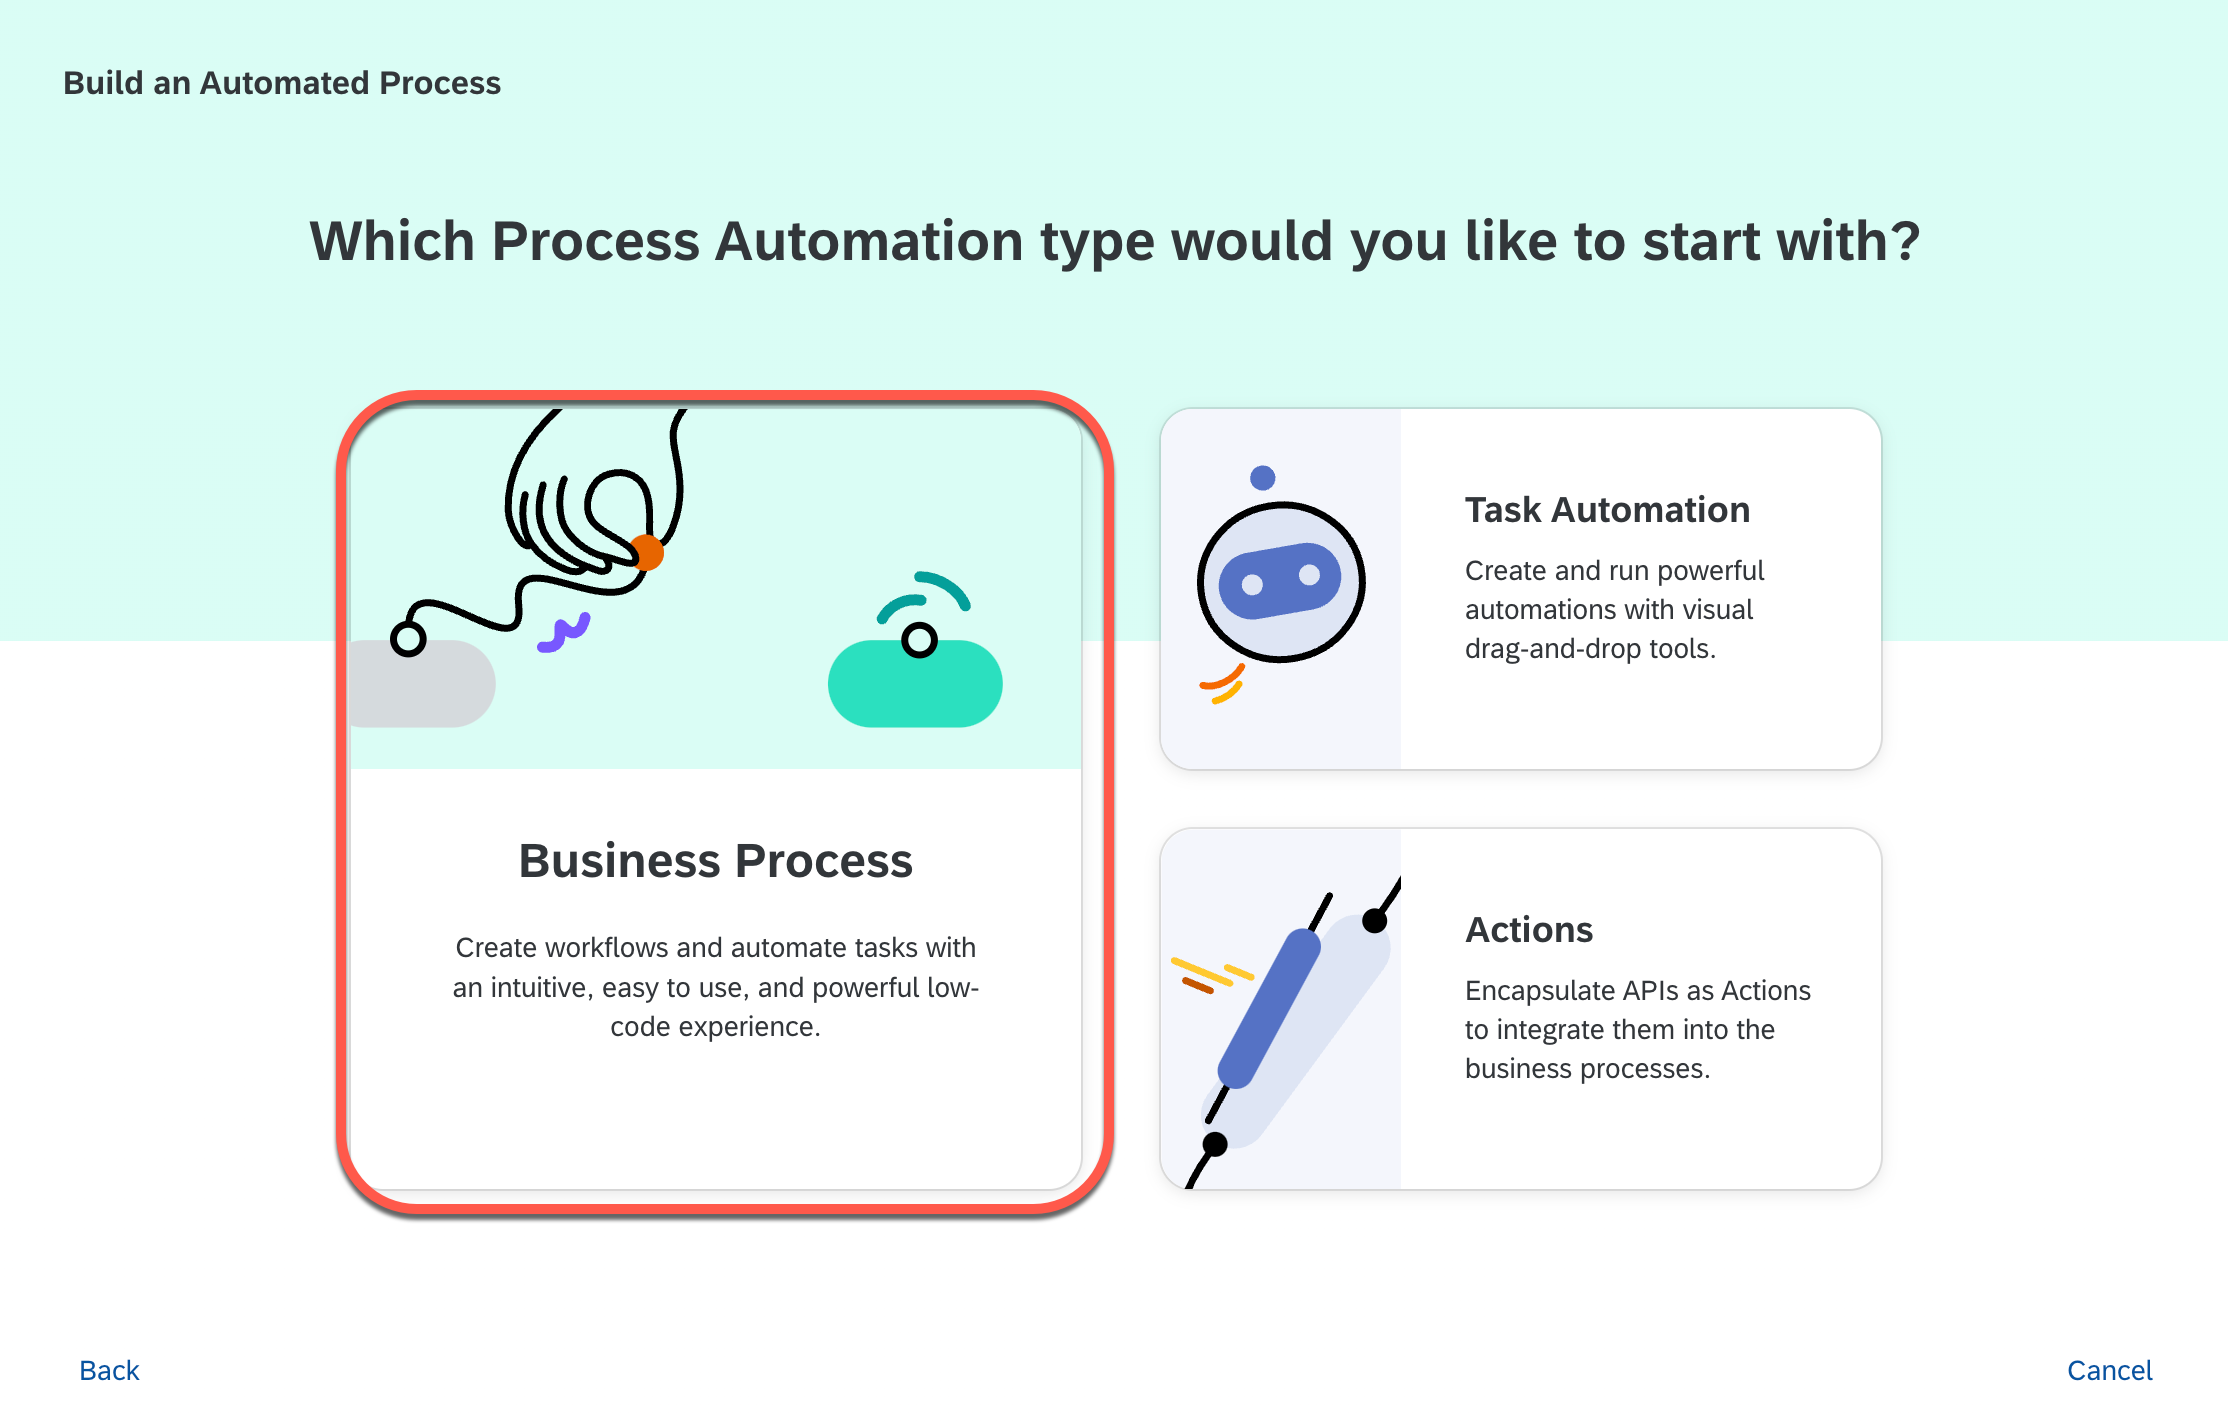 Build an Automated Process
Which Process Automation type would you like to start with?
Business Process
Create workflows and automate tasks with
an intuitive, easy to use, and powerful low-
code experience.
Task Automation
Create and run powerful
automations with visual
drag-and-drop tools.
Actions
Encapsulate APIs as Actions
to integrate them into the
business processes.
Back
Cancel